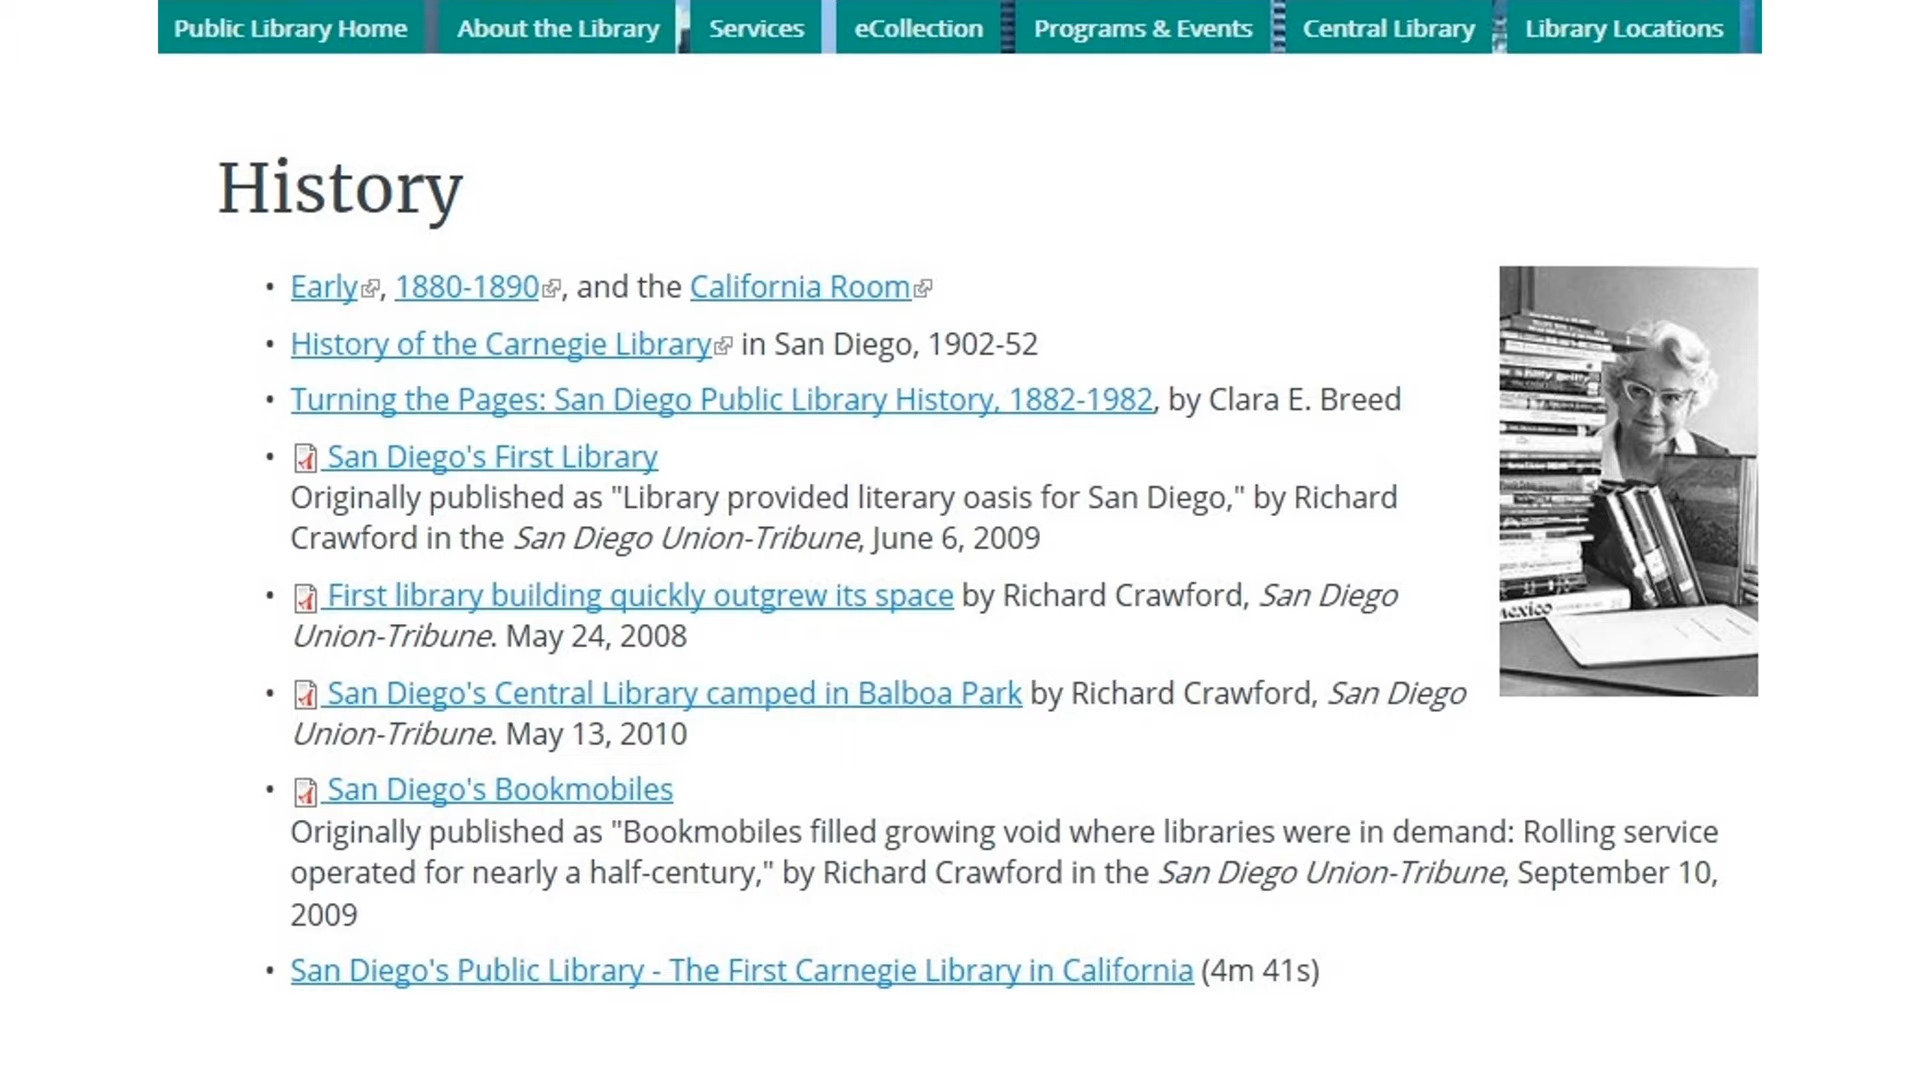 Public Library Home About the Library Services eCollection Programs & Events Central Library Library Locations
History
• Early, 1880-1890, and the California Room
• History of the Carnegie Library in San Diego, 1902-52
• Turning the Pages: San Diego Public Library History, 1882-1982, by Clara E. Breed
• San Diego's First Library
Originally published as "Library provided literary oasis for San Diego," by Richard
Crawford in the San Diego Union-Tribune, June 6, 2009
• First library building quickly outgrew its space by Richard Crawford, San Diego
Union-Tribune. May 24, 2008
• San Diego's Central Library camped in Balboa Park by Richard Crawford, San Diego
Union-Tribune. May 13, 2010
• San Diego's Bookmobiles
Originally published as "Bookmobiles filled growing void where libraries were in demand: Rolling service
operated for nearly a half-century," by Richard Crawford in the San Diego Union-Tribune, September 10,
2009
• San Diego's Public Library - The First Carnegie Library in California (4m 41s)
mexico